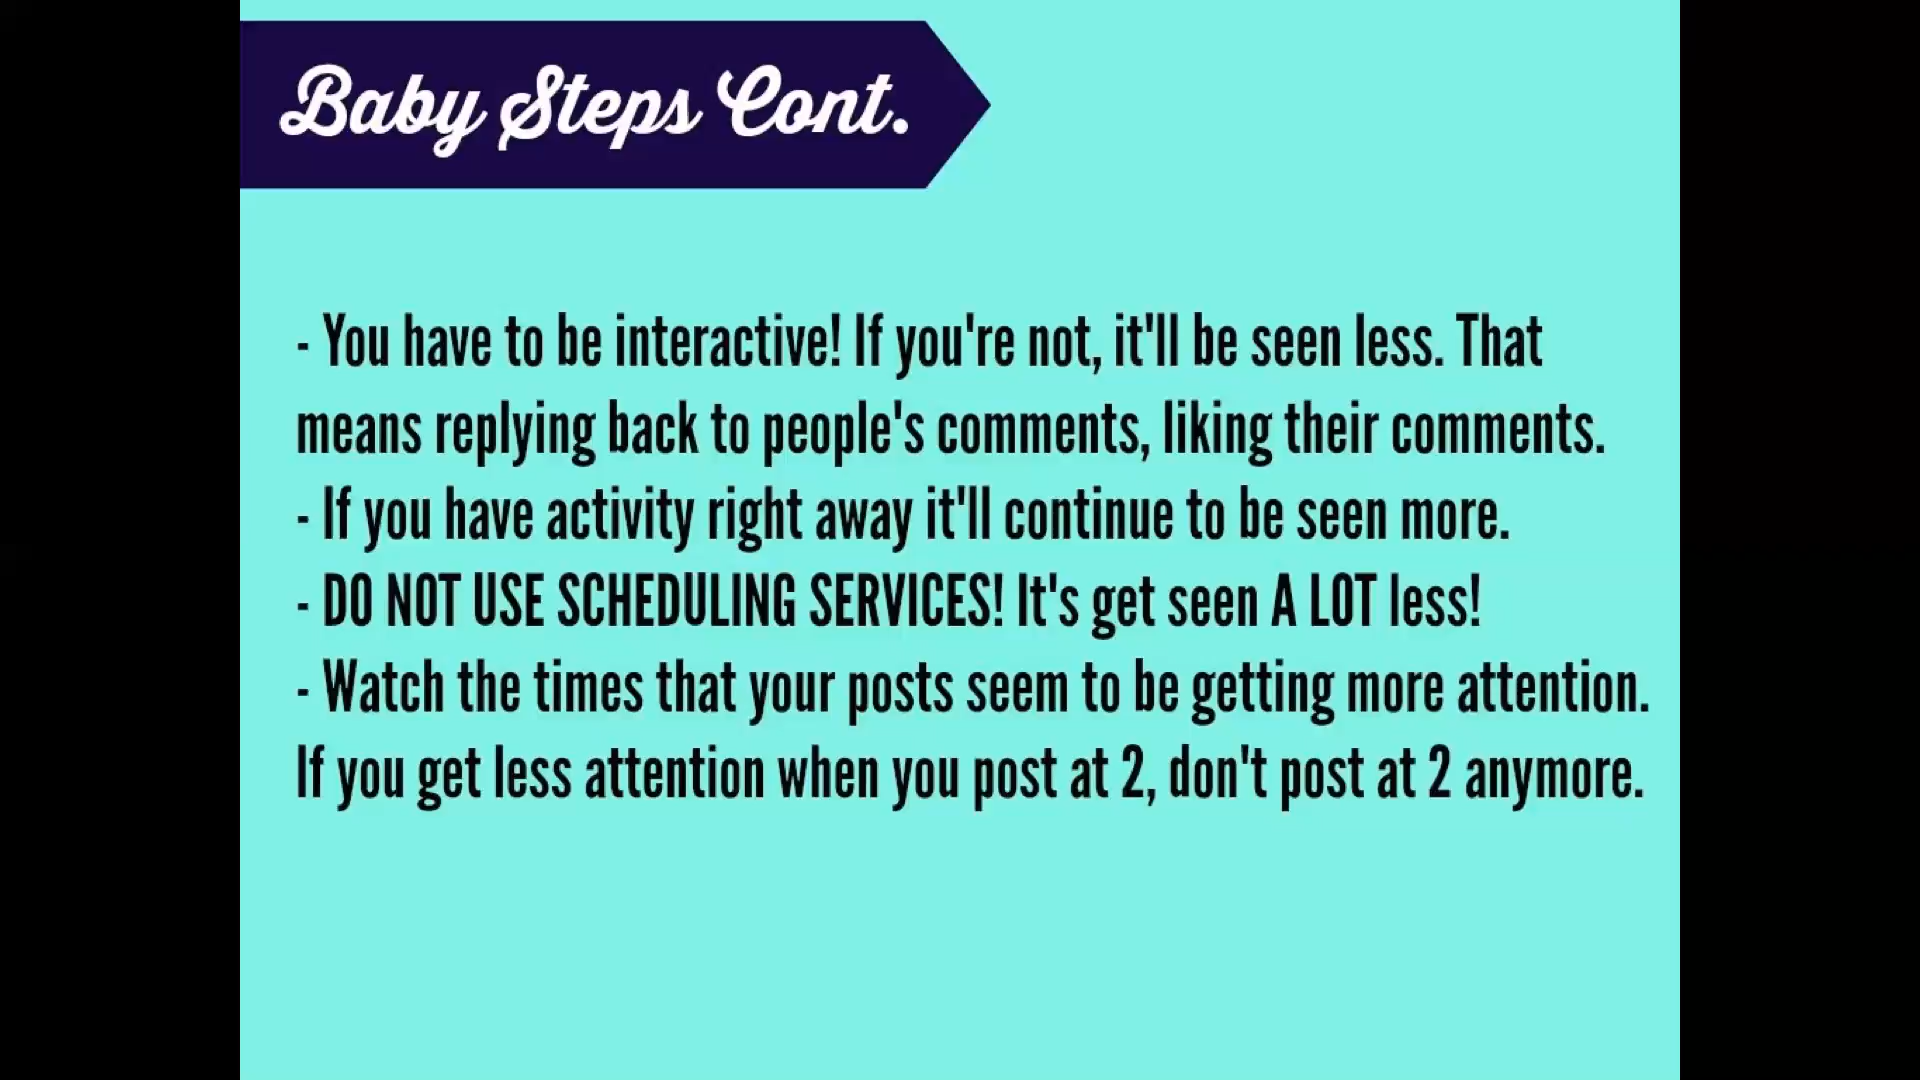 Baby Steps Cont.
- You have to be interactive! If you're not, it'll be seen less. That
means replying back to people's comments, liking their comments.
- If you have activity right away it'll continue to be seen more.
- DO NOT USE SCHEDULING SERVICES! It's get seen A LOT less!
- Watch the times that your posts seem to be getting more attention.
If you get less attention when you post at 2, don't post at 2 anymore.